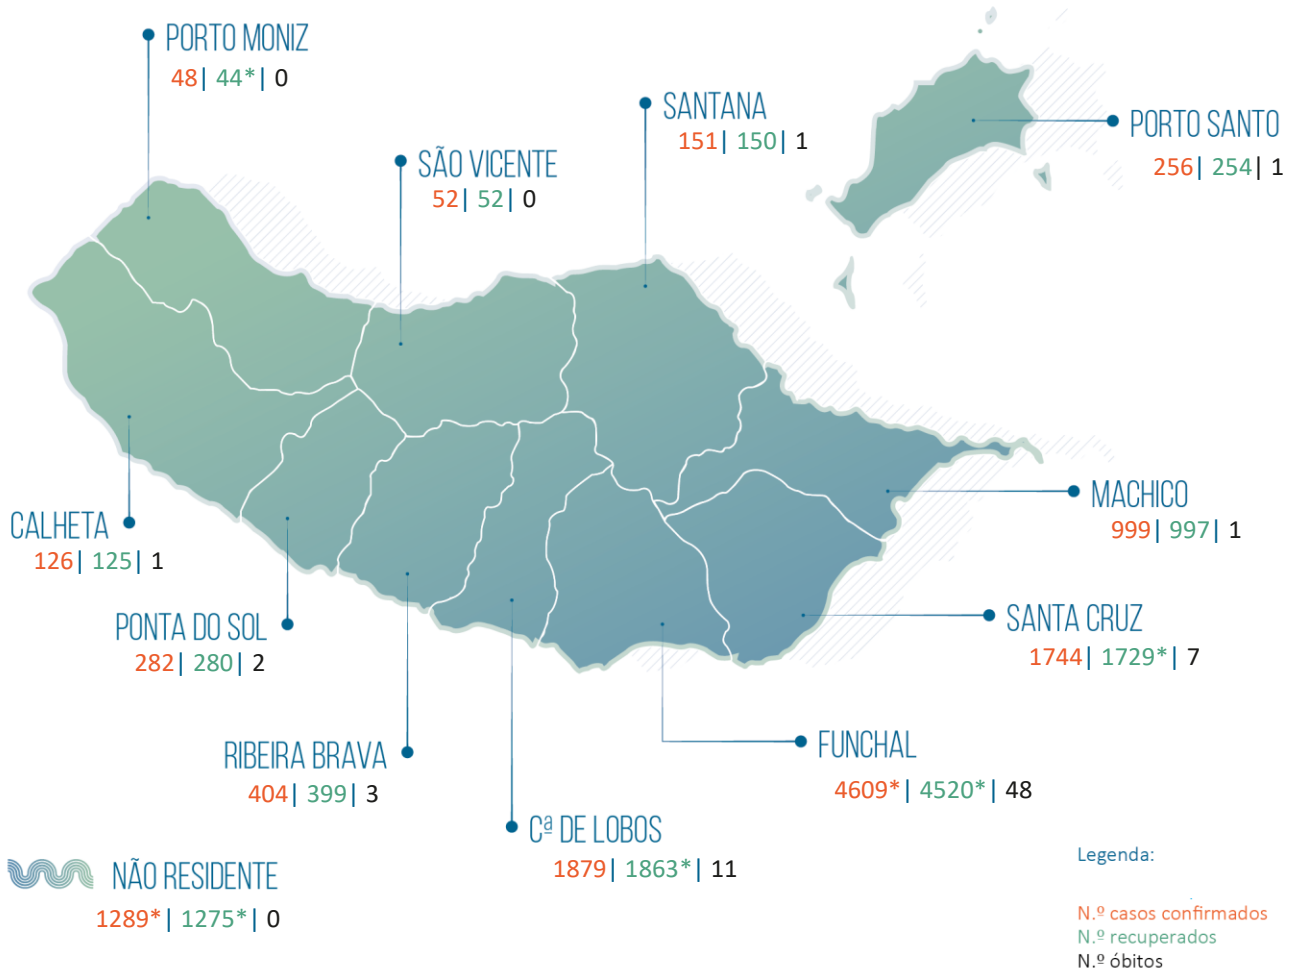 PORTO MONIZ
48| 44*| 0
SANTANA
151| 150| 1
PORTO SANTO
256| 254| 1
SÃO VICENTE
52| 52| 0
MACHICO
999| 997| 1
CALHETA
126| 125| 1
SANTA CRUZ
1744| 1729*| 7
PONTA DO SOL
282| 280| 2
FUNCHAL
4609*| 4520*| 48
RIBEIRA BRAVA
404| 399| 3
Cª DE LOBOS
1879| 1863*| 11
NÃO RESIDENTE
1289*| 1275*| 0
Legenda:
N.º casos confirmados
N.º recuperados
N.º óbitos